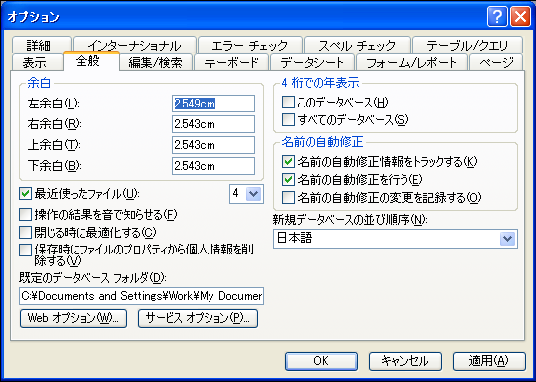 オプション
詳細 インターナショナル エラー チェック スペル チェック テーブル/クエリ
表示 全般 編集/検索 キーボード データシート フォーム/レポート ページ
余白
左余白(L): 2.549cm
右余白(R): 2.543cm
上余白(T): 2.543cm
下余白(B): 2.543cm
最近使ったファイル(U): 4
操作の結果を音で知らせる(F)
閉じる時に最適化する(C)
保存時にファイルのプロパティから個人情報を削
除する(V)
既定のデータベース フォルダ(D):
C:¥Documents and Settings¥Work¥My Documer
Web オプション(W)... サービス オプション(P)...
4 桁での年表示
このデータベース(H)
すべてのデータベース(S)
名前の自動修正
名前の自動修正情報をトラックする(K)
名前の自動修正を行う(E)
名前の自動修正の変更を記録する(O)
新規データベースの並び順序(N):
日本語
OK キャンセル 適用(A)